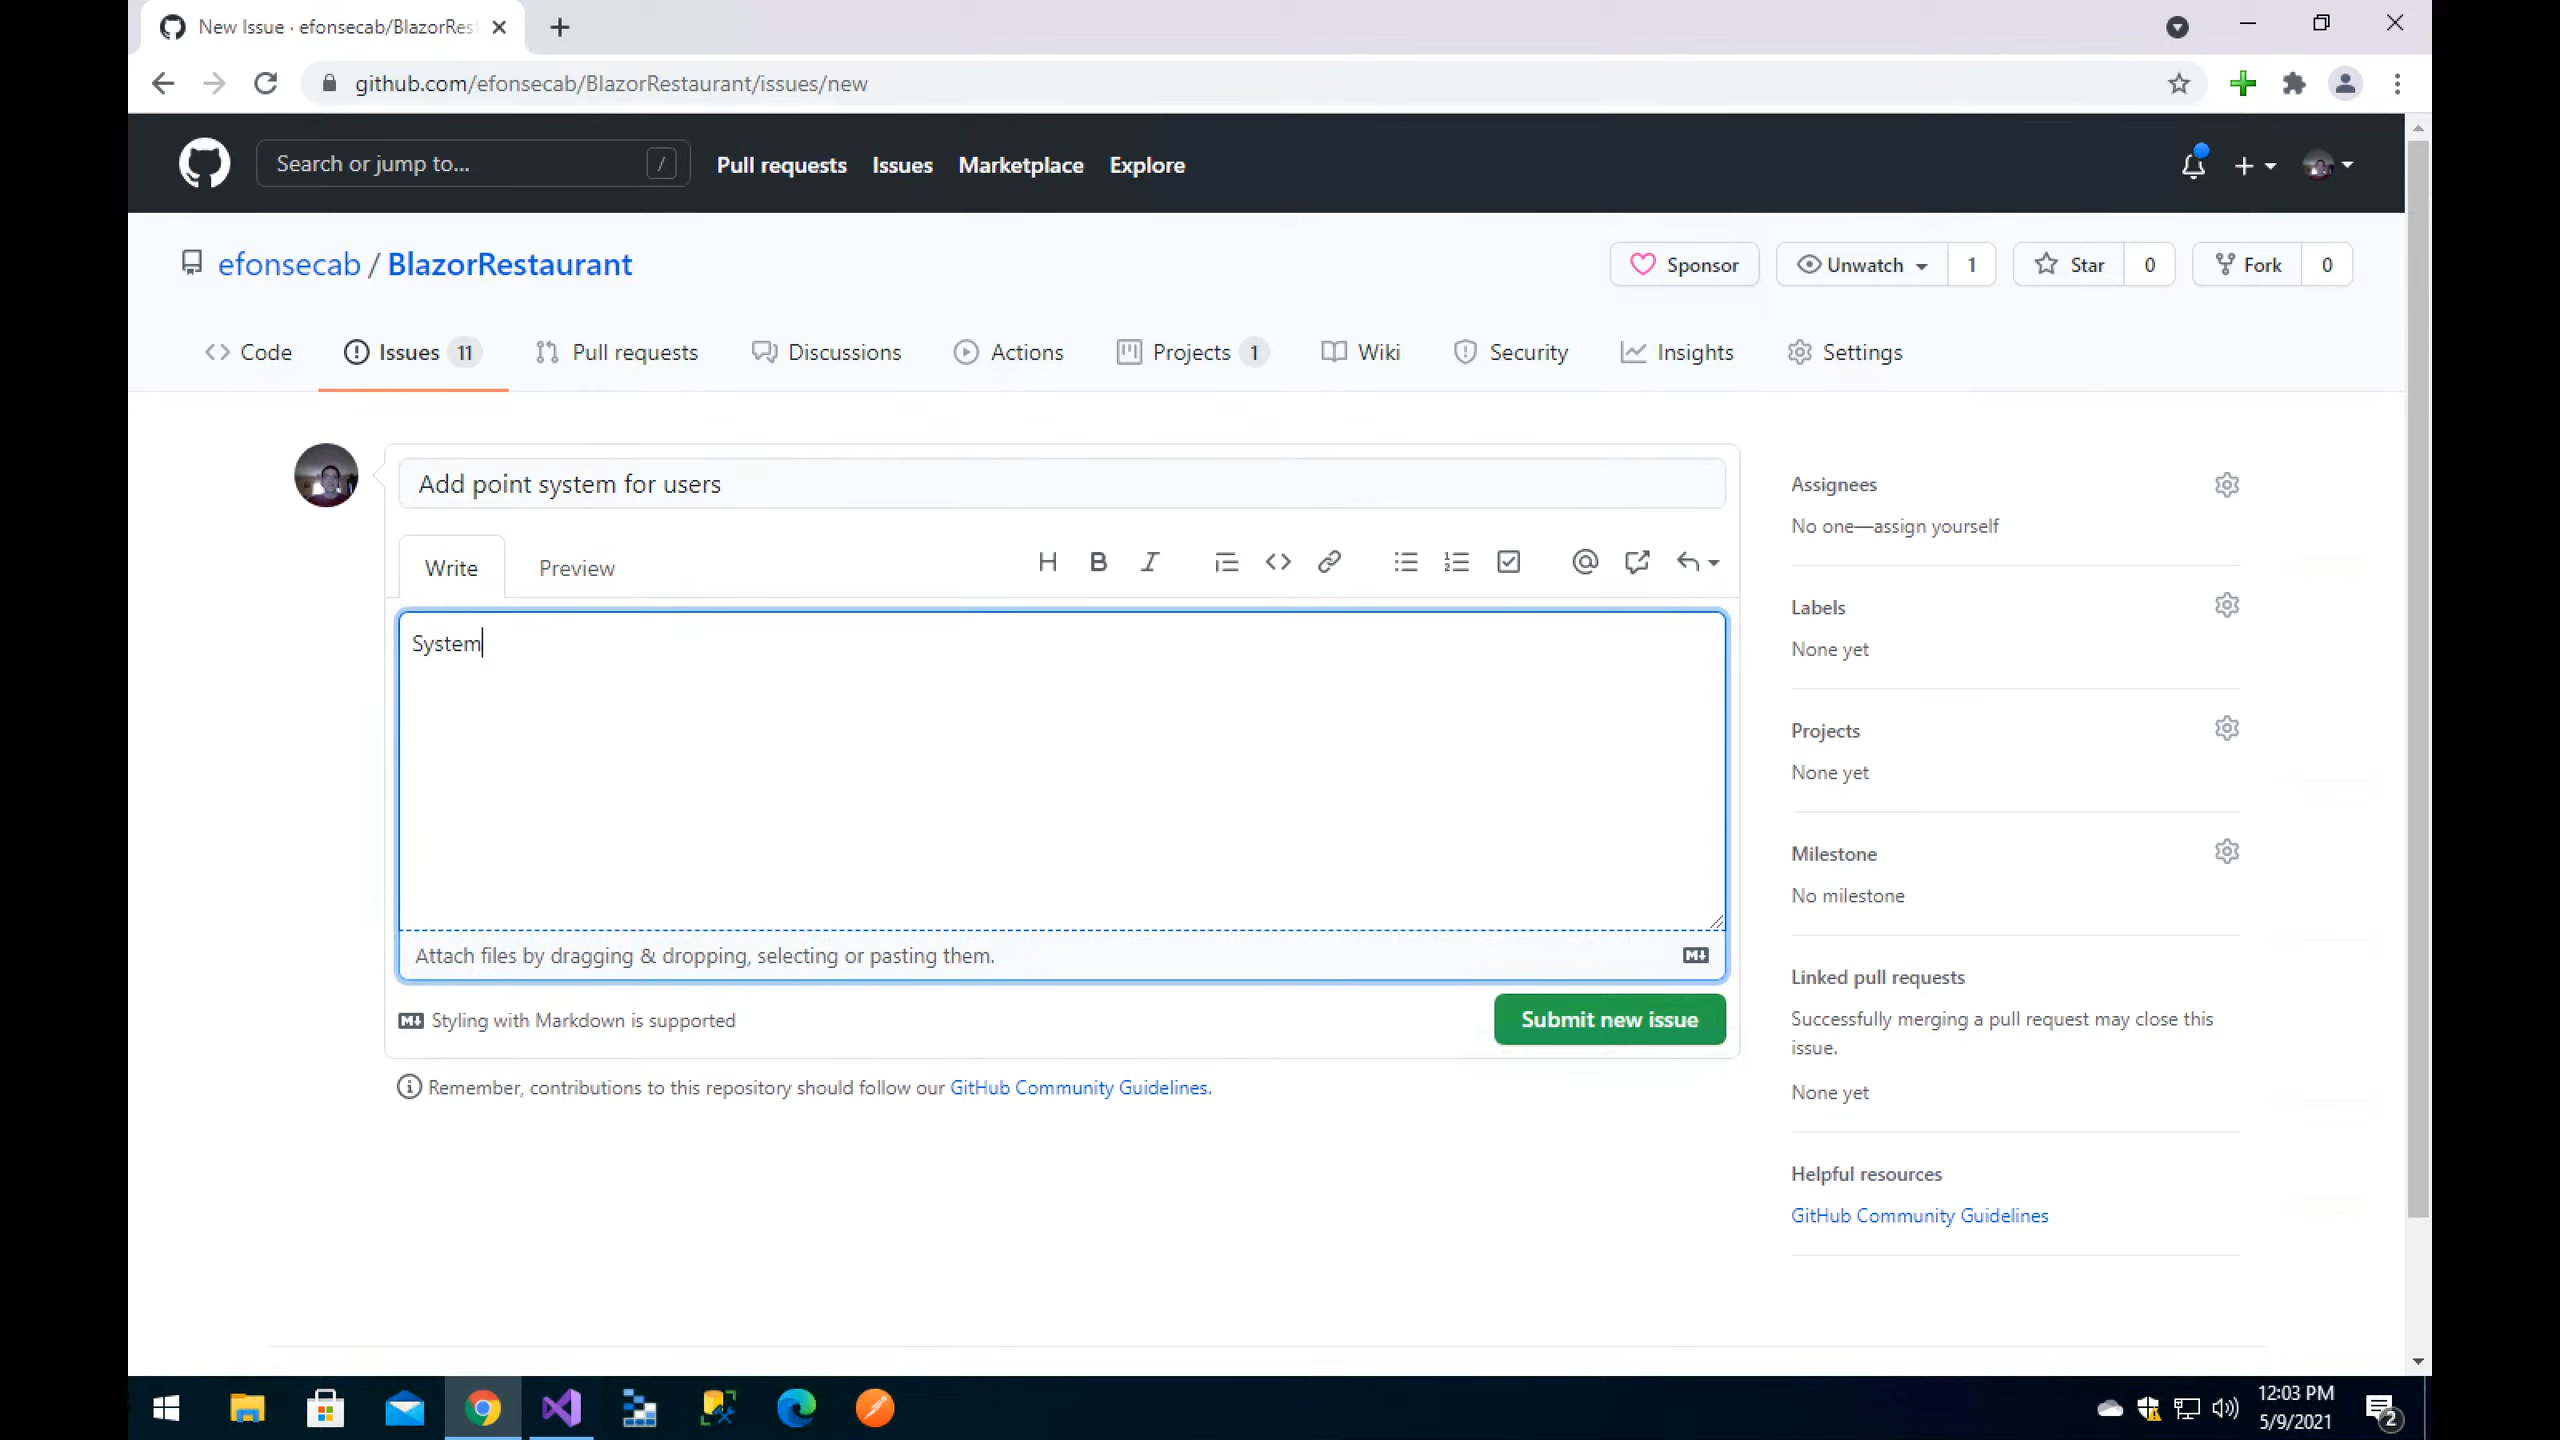 New Issue · efonsecab/BlazorRes
github.com/efonsecab/BlazorRestaurant/issues/new
Search or jump to... /
Pull requests Issues Marketplace Explore
efonsecab / BlazorRestaurant
Sponsor Unwatch 1 Star 0 Fork 0
Code Issues 11 Pull requests Discussions Actions Projects 1 Wiki Security Insights Settings
Add point system for users
Write Preview
System
Attach files by dragging & dropping, selecting or pasting them.
Styling with Markdown is supported
Submit new issue
Remember, contributions to this repository should follow our GitHub Community Guidelines.
Assignees
No one—assign yourself
Labels
None yet
Projects
None yet
Milestone
No milestone
Linked pull requests
Successfully merging a pull request may close this
issue.
None yet
Helpful resources
GitHub Community Guidelines
12:03 PM
5/9/2021
2